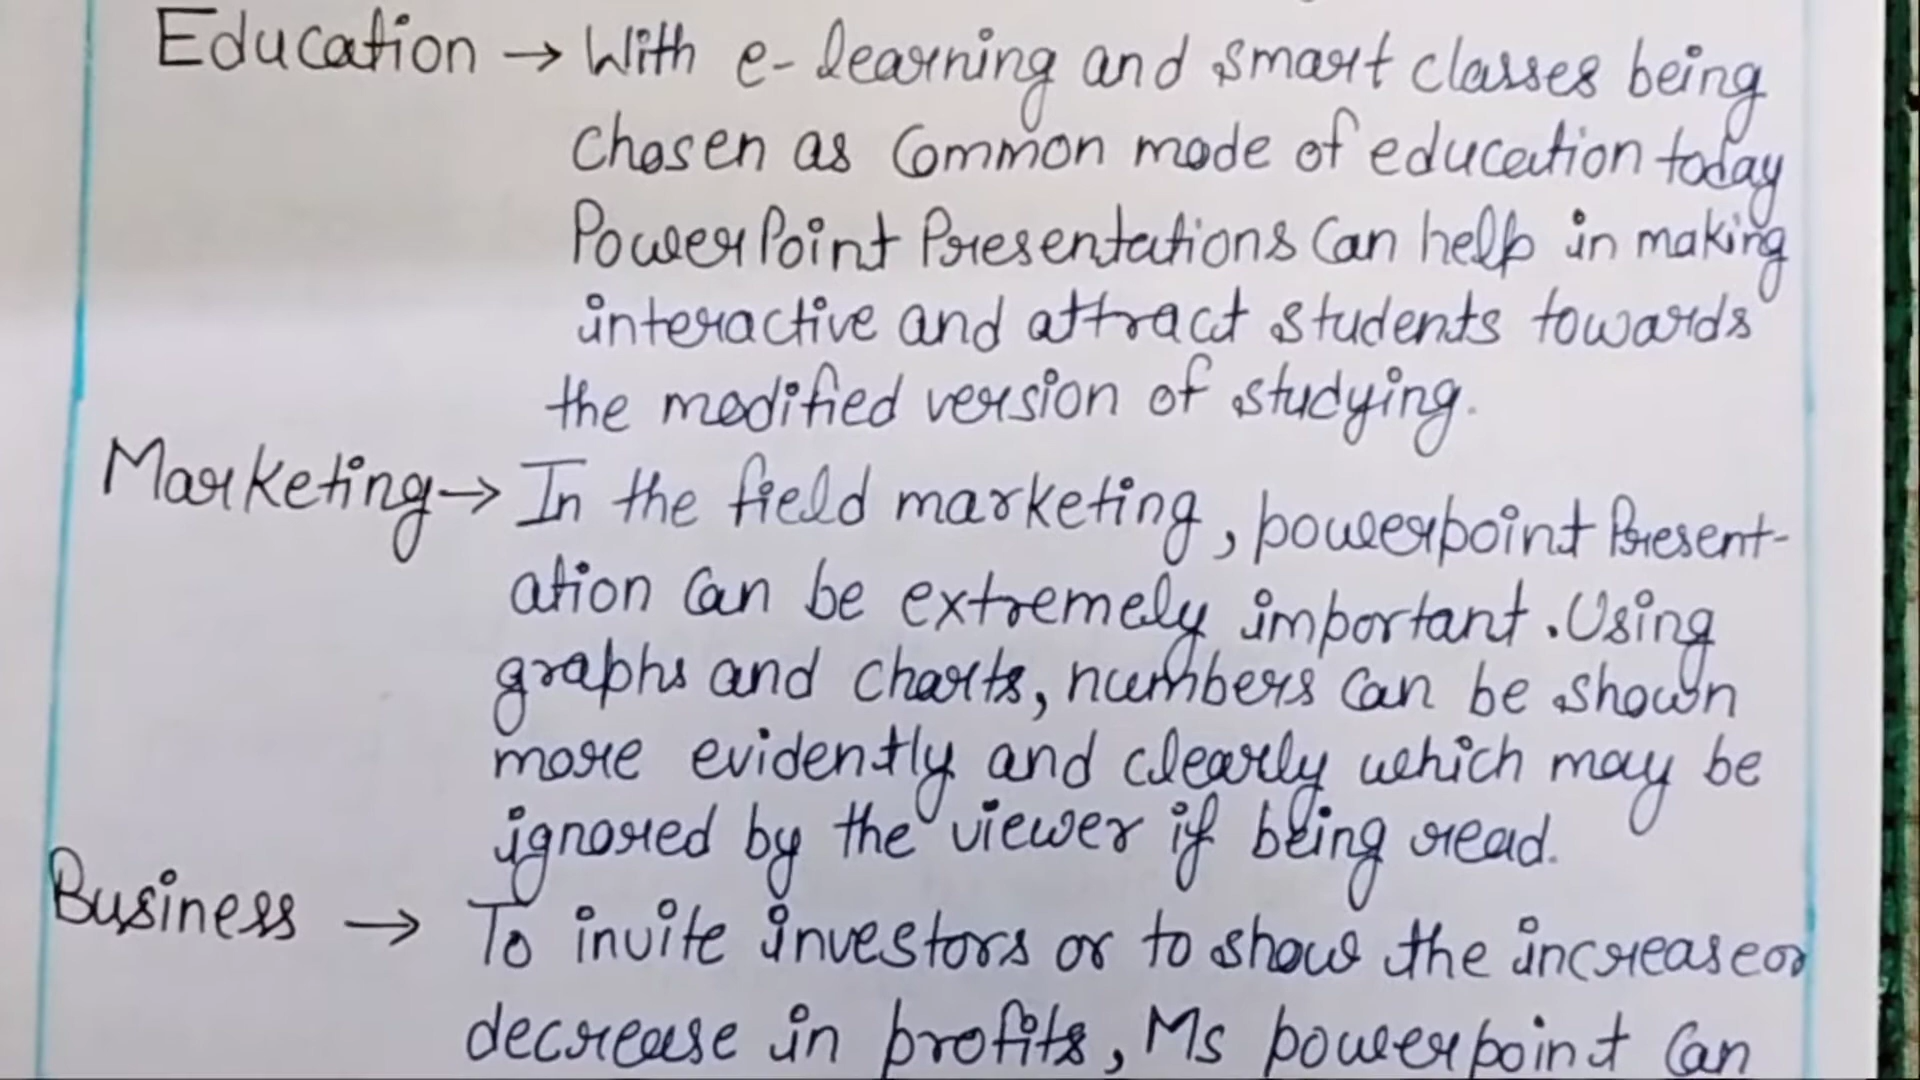 Education → With e-learning and smart classes being
chosen as Common mode of education today
PowerPoint Presentations Can help in making
interactive and attract students towards
the modified version of studying.
Marketing → In the field marketing, powerpoint Present-
ation Can be extremely important. Using
graphs and charts, numbers can be shown
more evidently and clearly which may be
ignored by the viewer if being read.
Business → To invite investors or to show the increase or
decrease in profits, Ms powerpoint Can